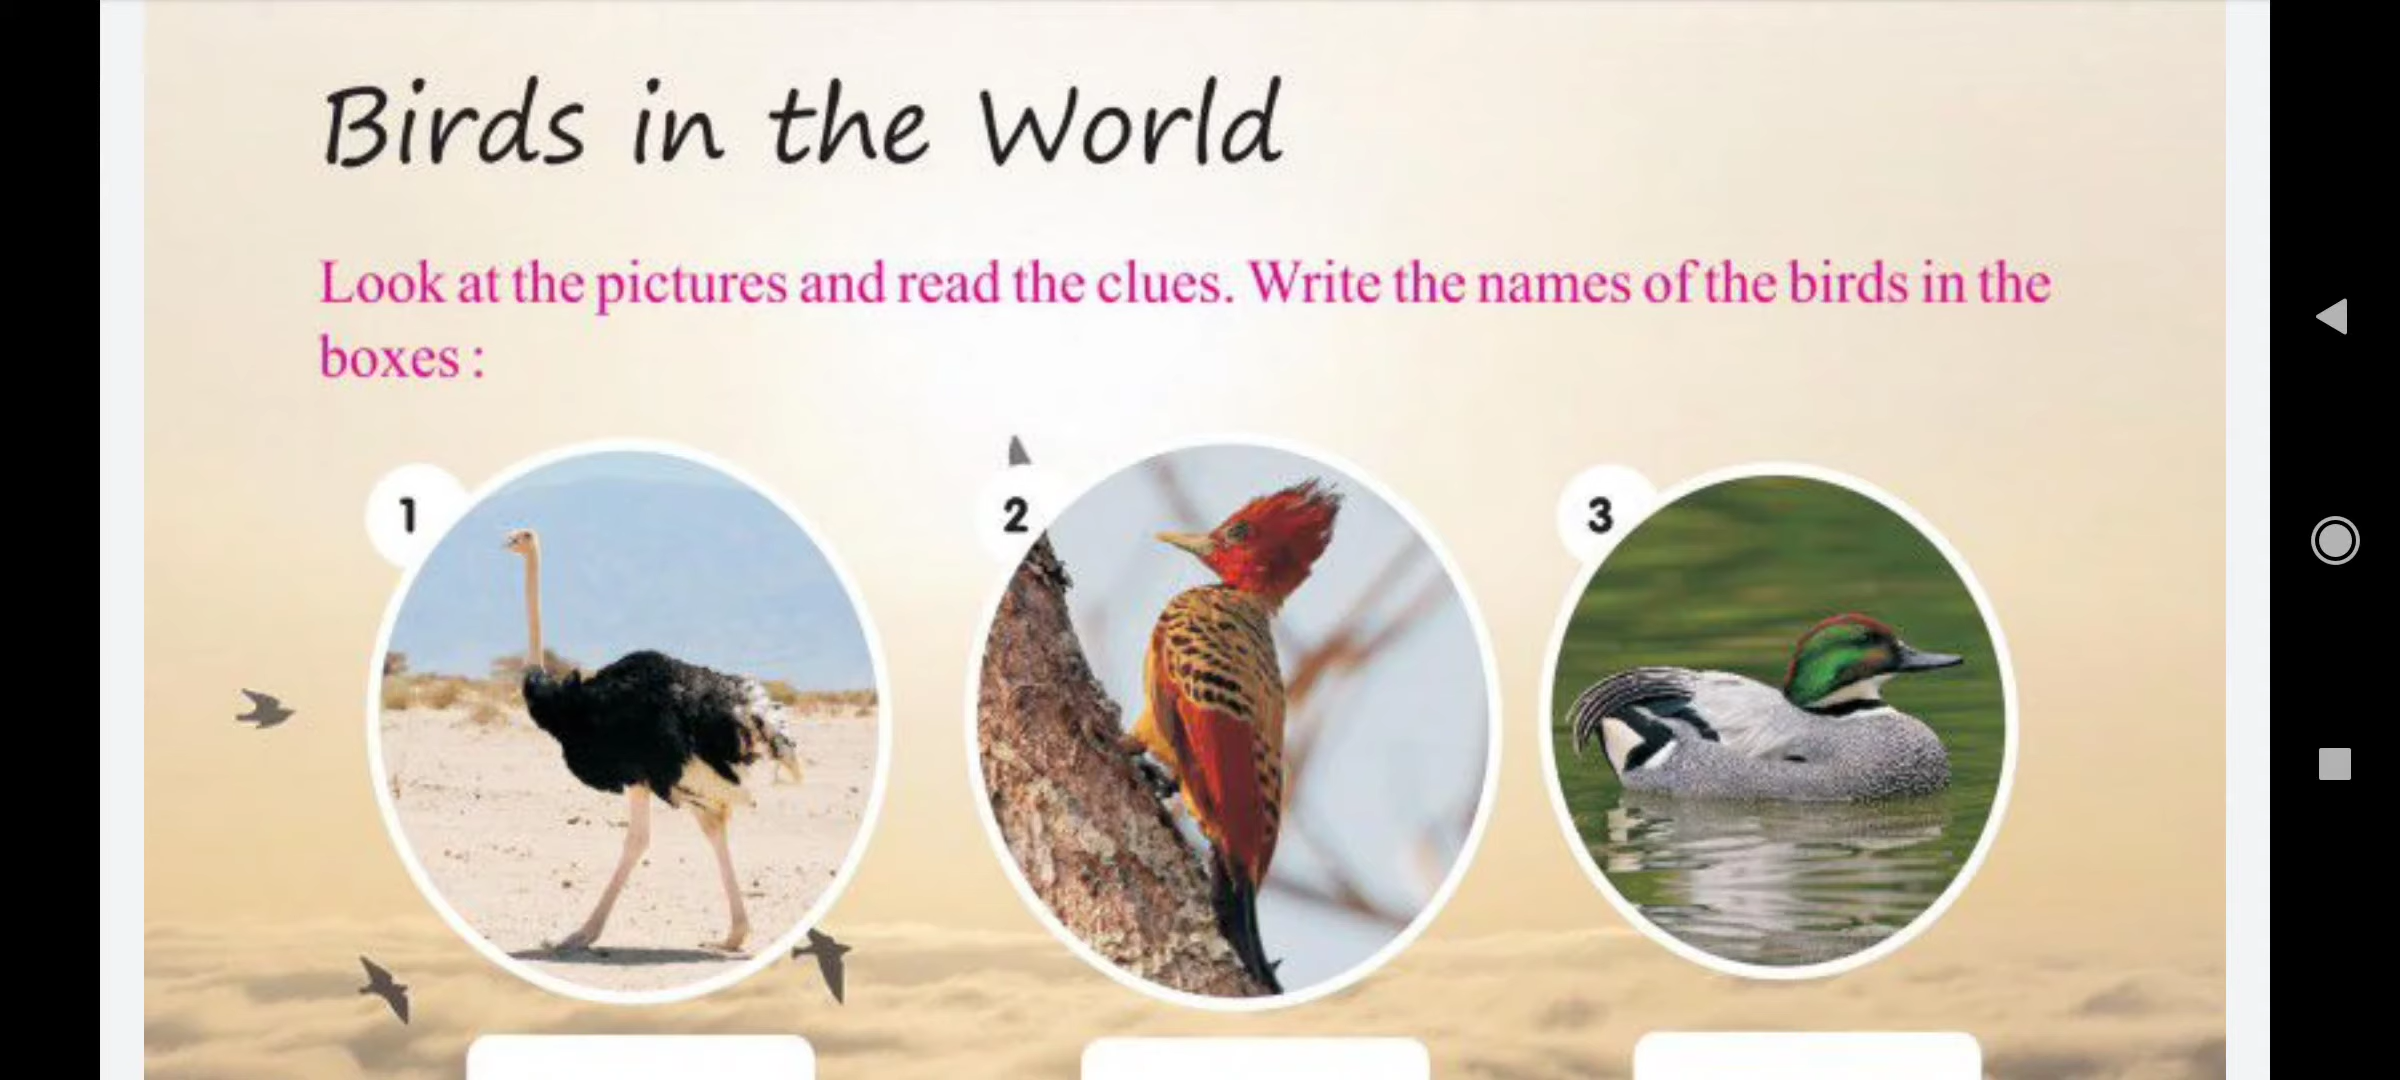 Birds in the World
Look at the pictures and read the clues. Write the names of the birds in the
boxes :
1
2
3